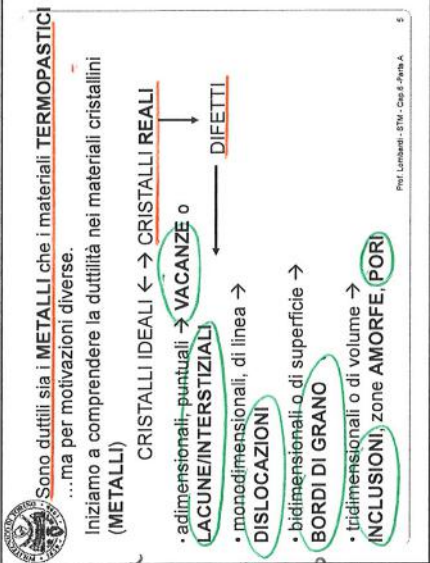 Sono duttili sia i METALLI che i materiali TERMOPASTICI
...ma per motivazioni diverse.
Iniziamo a comprendere la duttilità nei materiali cristallini
(METALLI)
CRISTALLI IDEALI ← → CRISTALLI REALI
DIFETTI
• adimensionali, puntuali → VACANZE o
LACUNE/INTERSTIZIALI
• monodimensionali, di linea →
DISLOCAZIONI
• bidimensionali o di superficie →
BORDI DI GRANO
• tridimensionali o di volume →
INCLUSIONI, zone AMORFE, PORI
Prof. Lombardi - STM - Cap.6 -Parte A
5